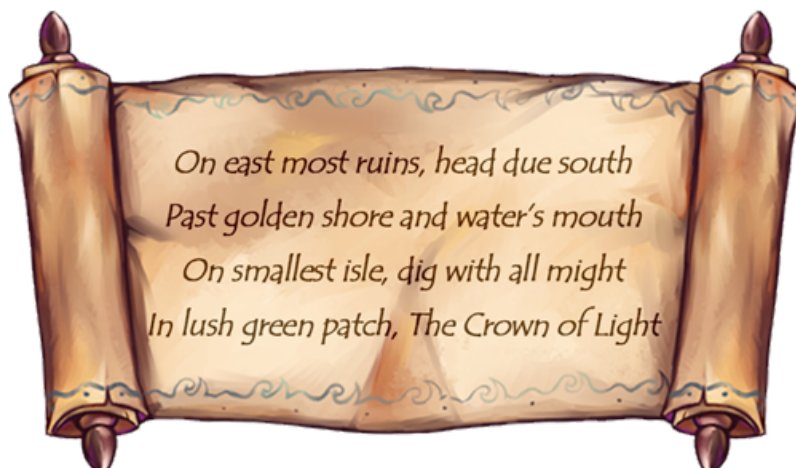 On east most ruins, head due south
Past golden shore and water's mouth
On smallest isle, dig with all might
In lush green patch, The Crown of Light